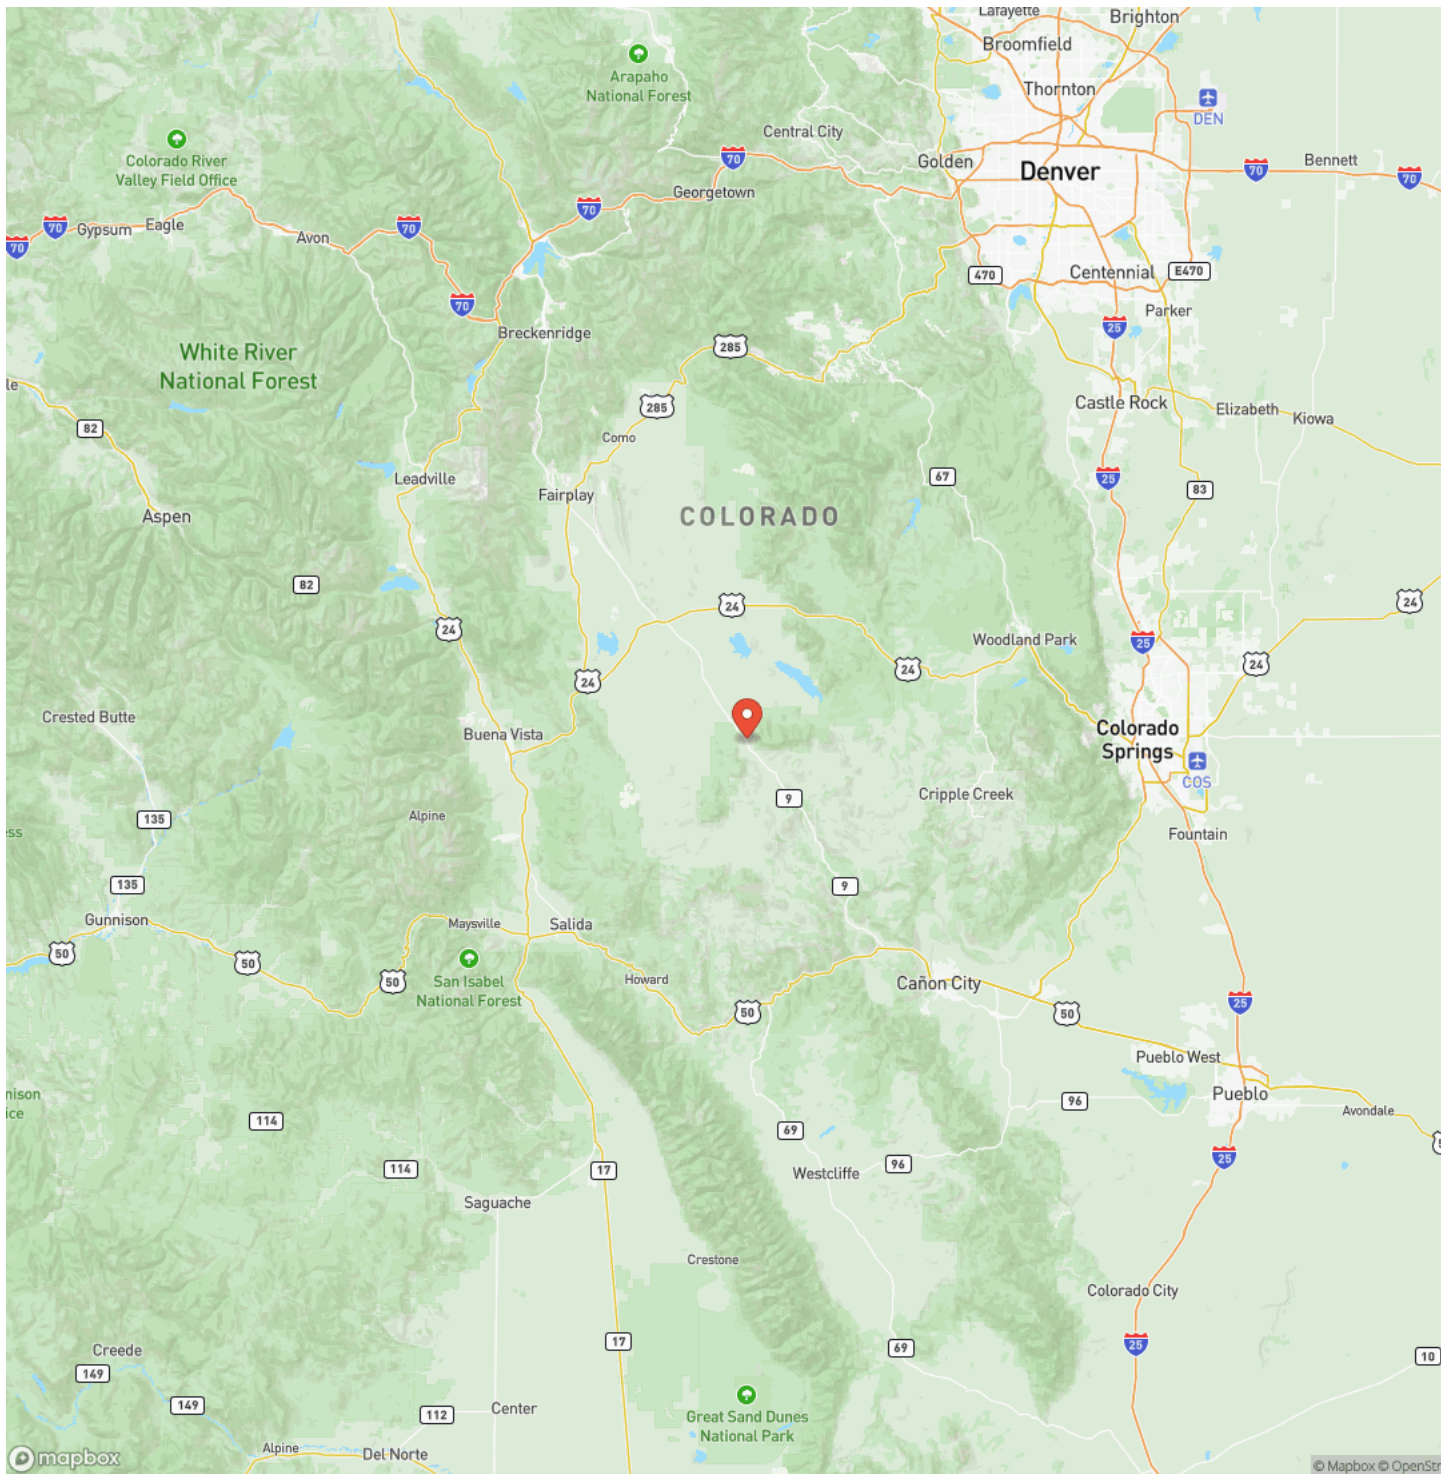 Lafayette
Brighton
Broomfield
Arapaho
National Forest
Thornton
DEN
Central City
Colorado River
Valley Field Office
70
Golden
Denver
70
Bennett
70
Georgetown
70
70
Gypsum
Eagle
70
Avon
70
470
Centennial
E470
70
Parker
25
Breckenridge
285
White River
National Forest
le
285
Castle Rock
Elizabeth
Kiowa
82
Como
Leadville
67
25
Fairplay
83
Aspen
COLORADO
82
24
24
24
Woodland Park
25
24
24
24
Crested Butte
Buena Vista
Colorado
Springs
COS
9
Cripple Creek
135
Alpine
ess
Fountain
135
9
Gunnison
Maysville
Salida
50
50
50
San Isabel
National Forest
Howard
Cañon City
50
50
25
Pueblo West
nison
ice
Pueblo
96
Avondale
114
69
5
114
17
Westcliffe
96
25
Saguache
Crestone
Colorado City
17
25
Creede
69
10
149
149
112
Center
Great Sand Dunes
National Park
Alpine
Del Norte
mapbox
© Mapbox © OpenStr